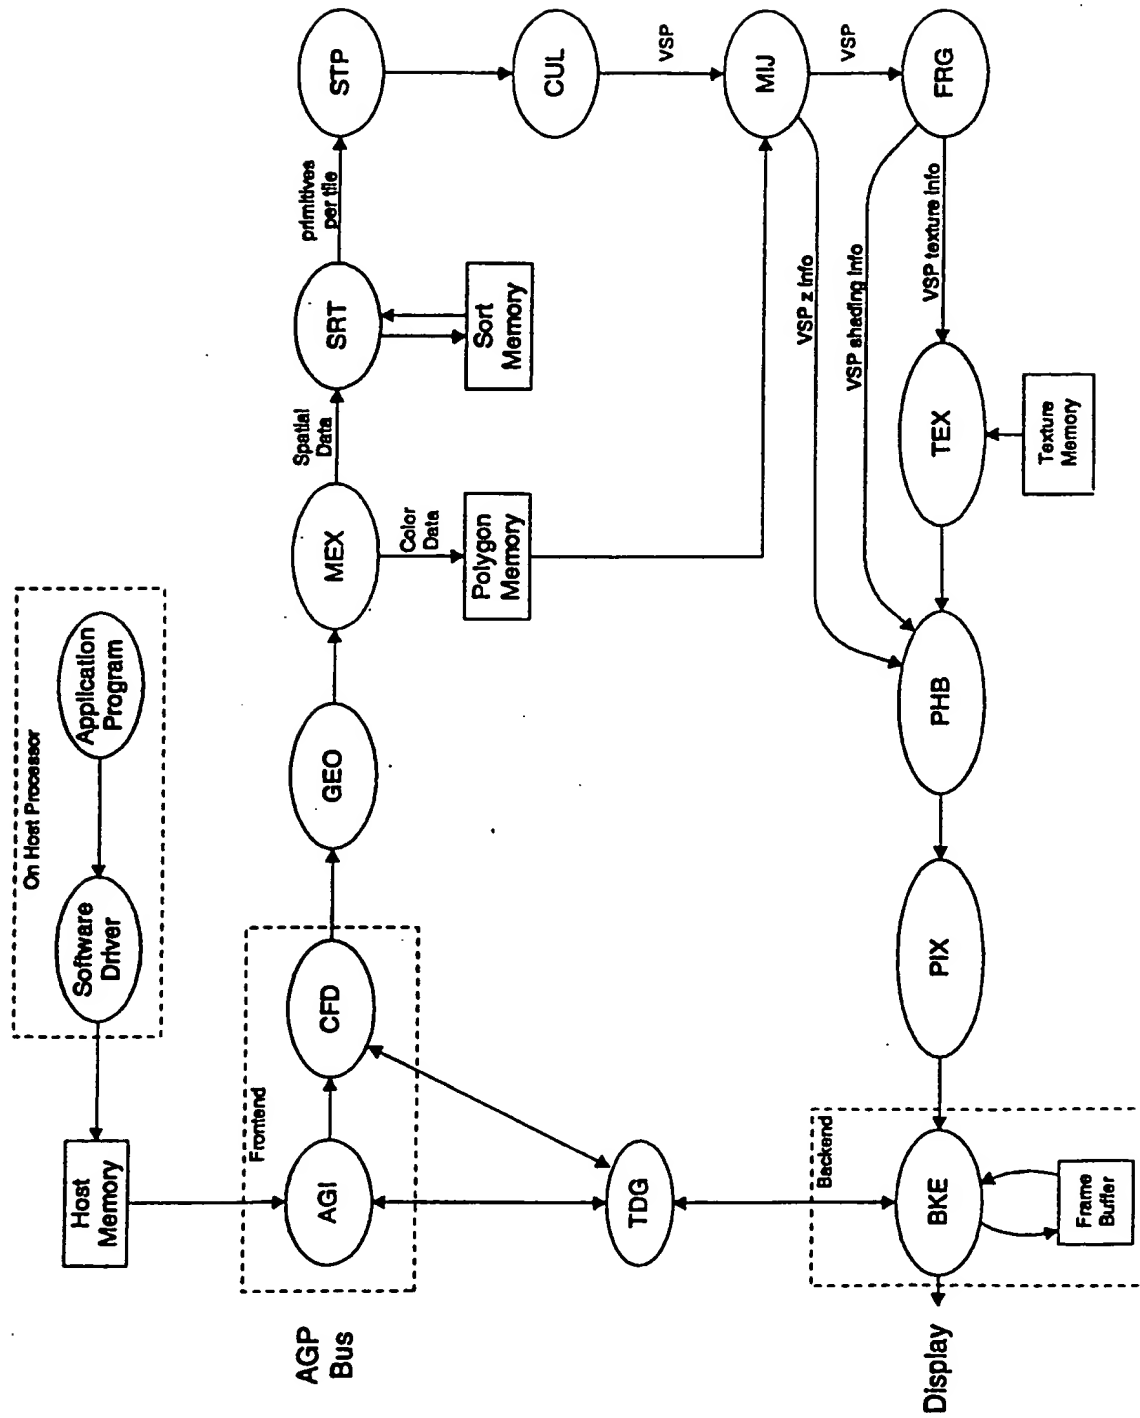 On Host Processor
Application
Program
Software
Driver
Host
Memory
AGP
Bus
Frontend
AGI
CFD
GEO
MEX
Spatial
Data
SRT
primitives
per tile
STP
Color
Data
Polygon
Memory
Sort
Memory
CUL
VSP
MIJ
VSP
FRG
VSP z info
VSP shading info
VSP texture info
TEX
Texture
Memory
PHB
PIX
TDG
Backend
BKE
Frame
Buffer
Display